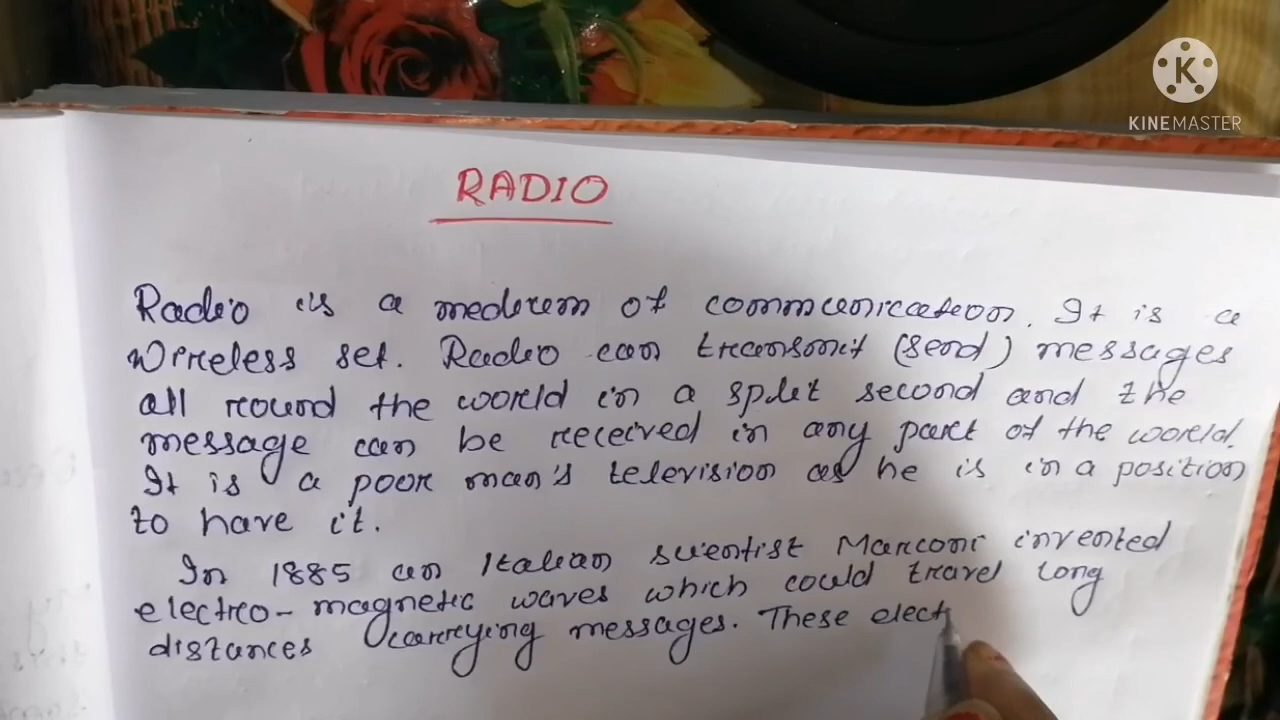 KINEMASTER
RADIO
Radio is a medium of communication. It is a
Wireless set. Radio can transmit (send) messages
all round the world in a split second and the
message can be received in any part of the world.
It is a poor man's television as he is in a position
to have it.
In 1885 an Italian scientist Marconi invented
electro-magnetic waves which could travel long
distances carrying messages. These elect